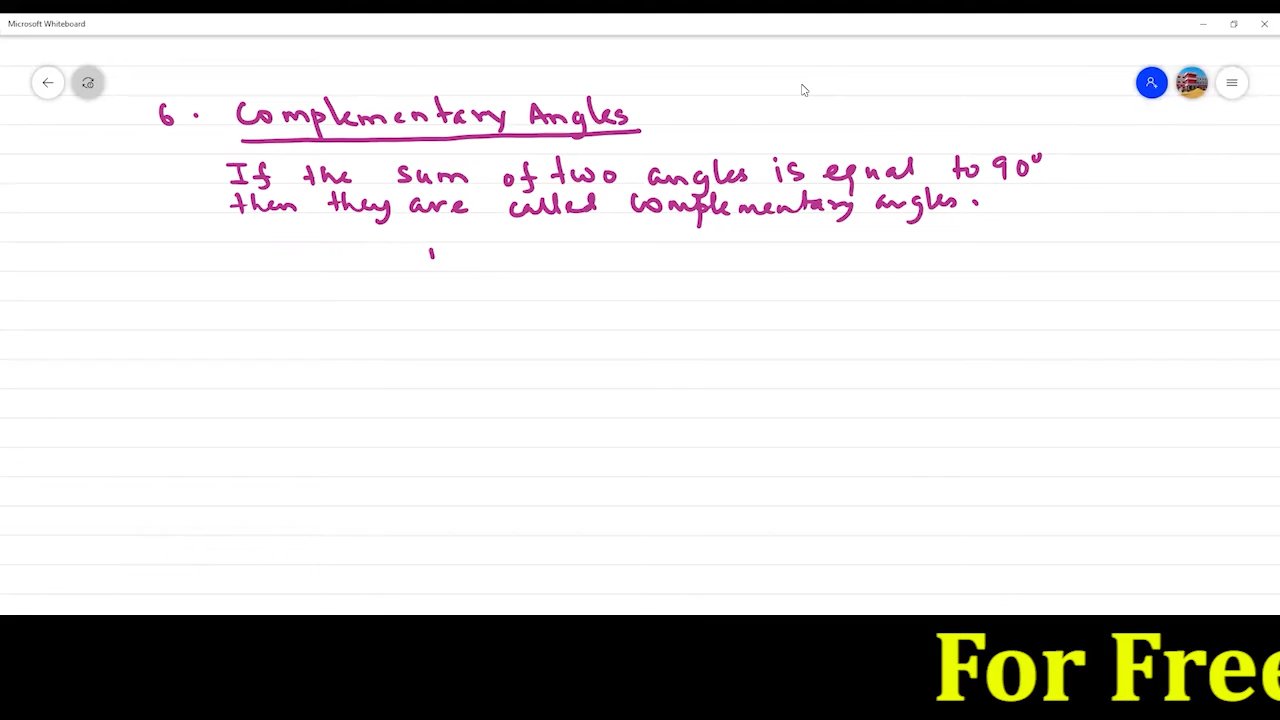 Microsoft Whiteboard
6. Complementary Angles
If the sum of two angles is equal to 90°
then they are called complementary angles.
For Free